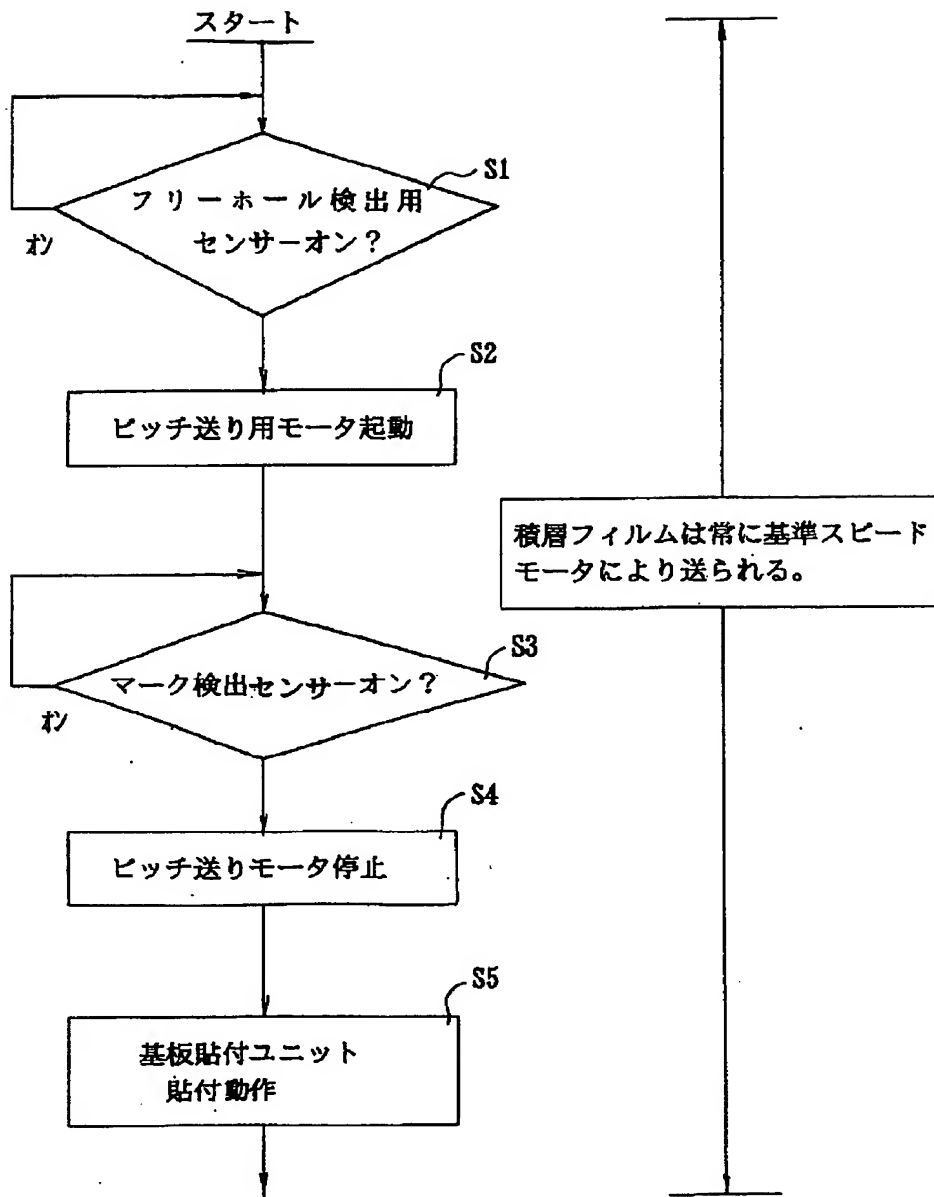 スタート
フリーホール検出用
センサーオン？
S1
オン
S2
ピッチ送り用モータ起動
積層フィルムは常に基準スピード
モータにより送られる。
S3
マーク検出センサーオン？
オン
S4
ピッチ送りモータ停止
S5
基板貼付ユニット
貼付動作